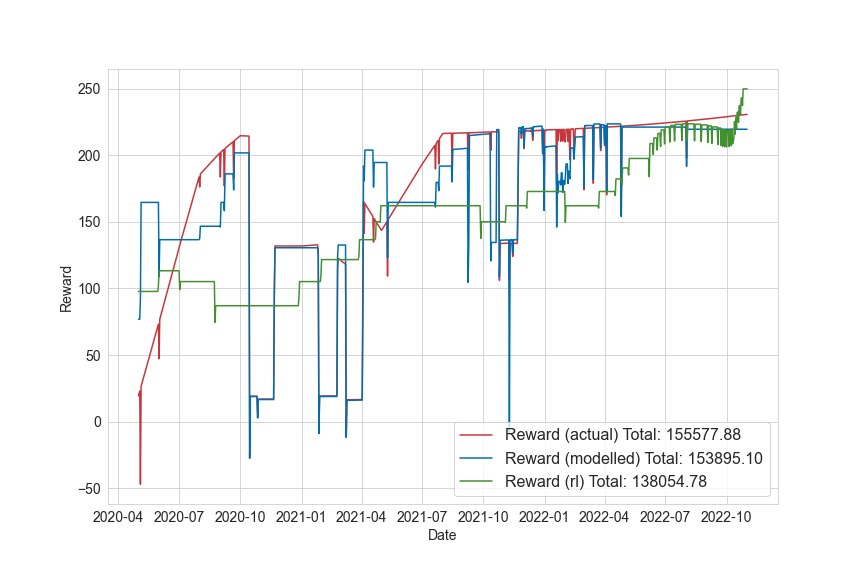 250
200
150
100
50
0
−50
Reward
2020-04 2020-07 2020-10 2021-01 2021-04 2021-07 2021-10 2022-01 2022-04 2022-07 2022-10
Date
Reward (actual) Total: 155577.88
Reward (modelled) Total: 153895.10
Reward (rl) Total: 138054.78